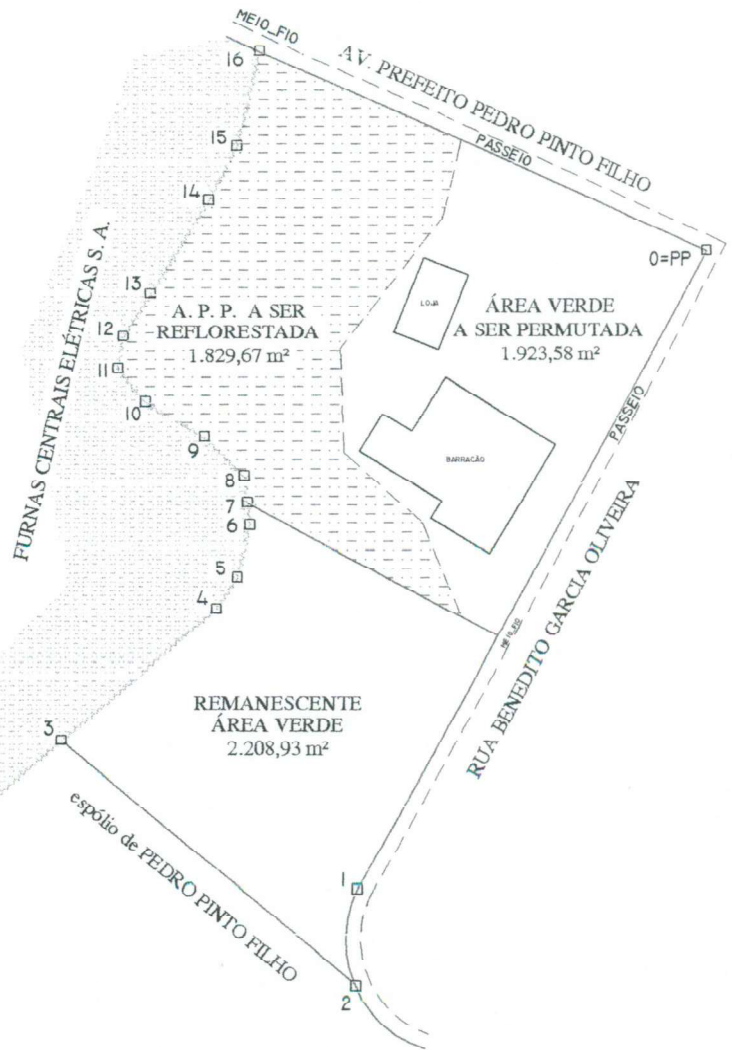 MEIO_FIO
16
AV. PREFEITO PEDRO PINTO FILHO
PASSEIO
15
14
0=PP
13
LOJA
ÁREA VERDE
A SER PERMUTADA
1.923,58 m²
A. P. P. A SER
REFLORESTADA
1.829,67 m²
12
11
10
FURNAS CENTRAIS ELÉTRICAS S. A.
9
BARRACÃO
PASSEIO
8
7
6
5
4
MEIO_FIO
RUA BENEDITO GARCIA OLIVEIRA
REMANESCENTE
ÁREA VERDE
2.208,93 m²
3
espólio de PEDRO PINTO FILHO
1
2